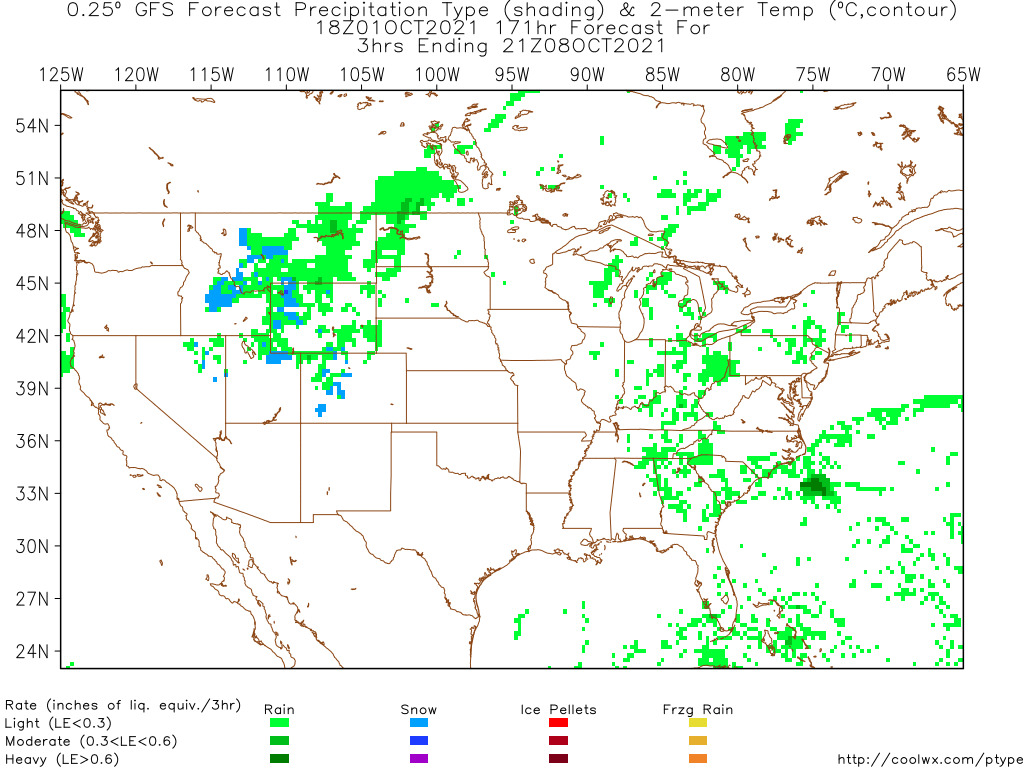 0.25° GFS Forecast Precipitation Type (shading) & 2-meter Temp (°C,contour)
18Z01OCT2021 171hr Forecast For
3hrs Ending 21Z08OCT2021
125W 120W 115W 110W 105W 100W 95W 90W 85W 80W 75W 70W 65W
54N
51N
48N
45N
42N
39N
36N
33N
30N
27N
24N
Rate (inches of liq. equiv./3hr) Rain Snow Ice Pellets Frzg Rain
Light (LE<0.3)
Moderate (0.3<LE<0.6)
Heavy (LE>0.6)
http://coolwx.com/ptype